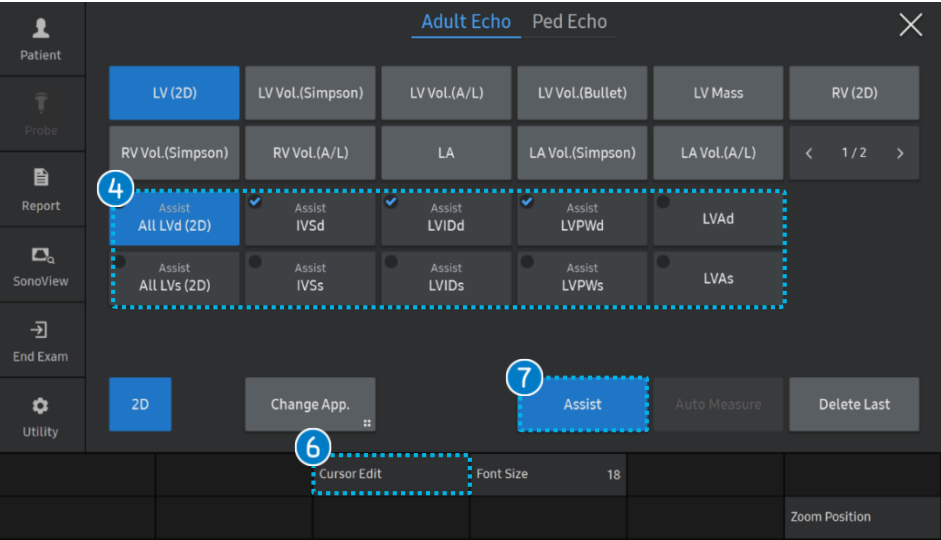 Patient
Probe
Report
SonoView
End Exam
Utility
Adult Echo Ped Echo
LV (2D) LV Vol.(Simpson) LV Vol.(A/L) LV Vol.(Bullet) LV Mass RV (2D)
RV Vol.(Simpson) RV Vol.(A/L) LA LA Vol.(Simpson) LA Vol.(A/L) < 1 / 2 >
4
Assist Assist Assist Assist
All LVd (2D) IVSd LVIDd LVPWd LVAd
Assist Assist Assist Assist
All LVs (2D) IVSs LVIDs LVPWs LVAs
7
2D Change App. Assist Auto Measure Delete Last
6
Cursor Edit Font Size 18
Zoom Position